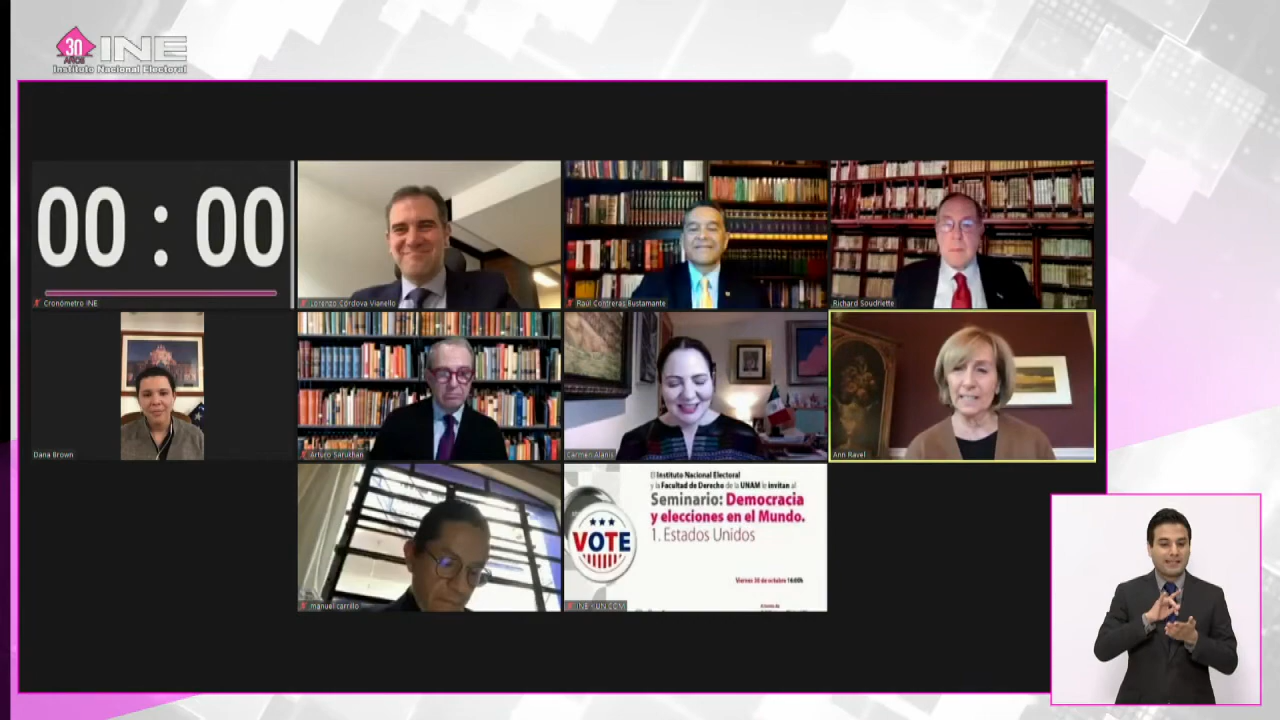 30
AÑOS
INE
Instituto Nacional Electoral
00 : 00
Cronómetro INE
Lorenzo Córdova Vianello
Raúl Contreras Bustamante
Richard Soudriette
Dana Brown
Arturo Sarukhan
Carmen Alanis
Ann Ravel
manuel carrillo
El Instituto Nacional Electoral
y la Facultad de Derecho de la UNAM le invitan al
Seminario: Democracia
y elecciones en el Mundo.
1. Estados Unidos
VOTE
Viernes 30 de octubre 16:00h
INE